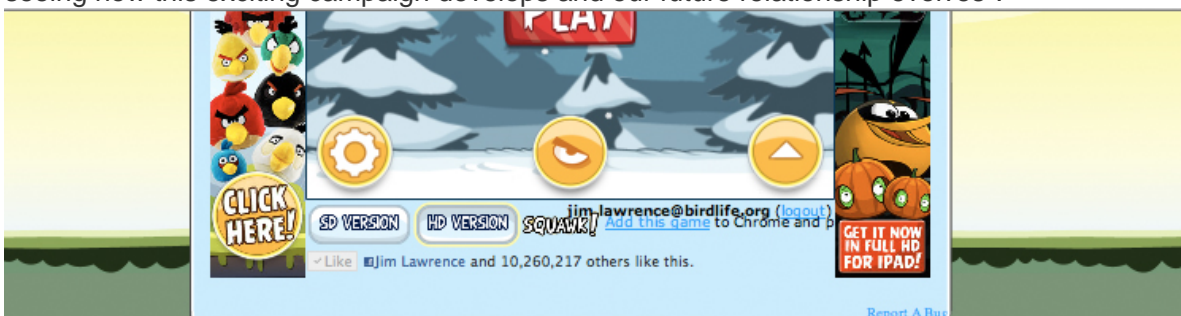 seeing how this exciting campaign develops and our future relationship evolves".
PLAY
CLICK
HERE!
SD VERSION
HD VERSION
SQUAWK!
jim-lawrence@birdlife.org (logout)
Add this game to Chrome and p
Like Jim Lawrence and 10,260,217 others like this.
GET IT NOW
IN FULL HD
FOR IPAD!
Report A Bug